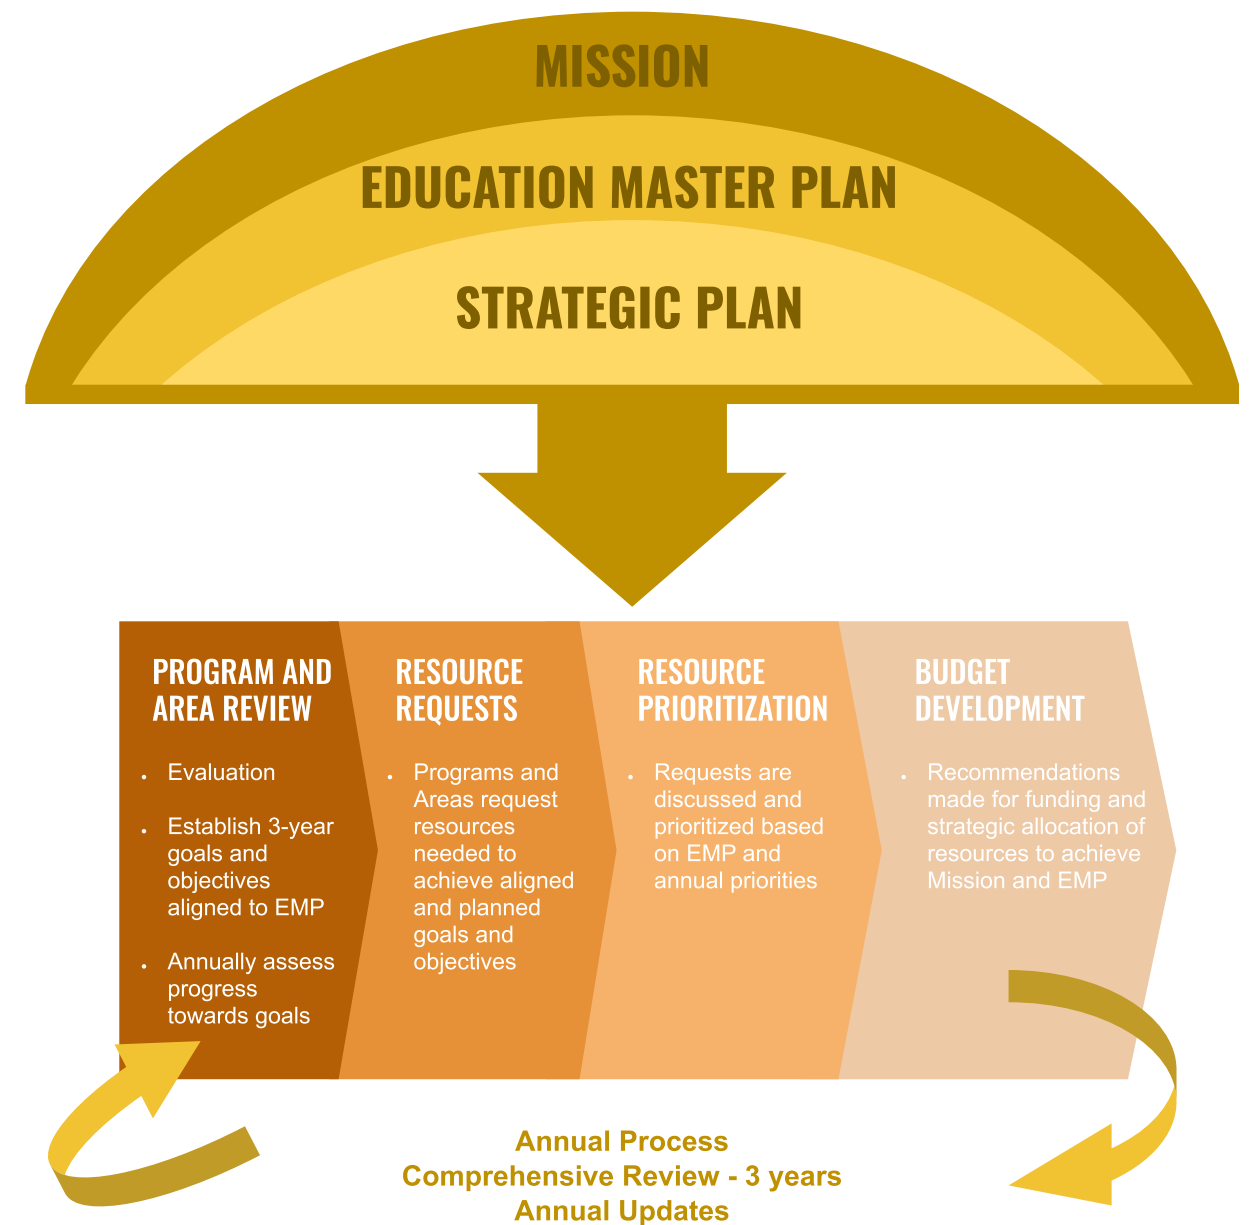 MISSION
EDUCATION MASTER PLAN
STRATEGIC PLAN
PROGRAM AND
AREA REVIEW
• Evaluation
• Establish 3-year
goals and
objectives
aligned to EMP
• Annually assess
progress
towards goals
RESOURCE
REQUESTS
• Programs and
Areas request
resources
needed to
achieve aligned
and planned
goals and
objectives
RESOURCE
PRIORITIZATION
• Requests are
discussed and
prioritized based
on EMP and
annual priorities
BUDGET
DEVELOPMENT
• Recommendations
made for funding and
strategic allocation of
resources to achieve
Mission and EMP
Annual Process
Comprehensive Review - 3 years
Annual Updates